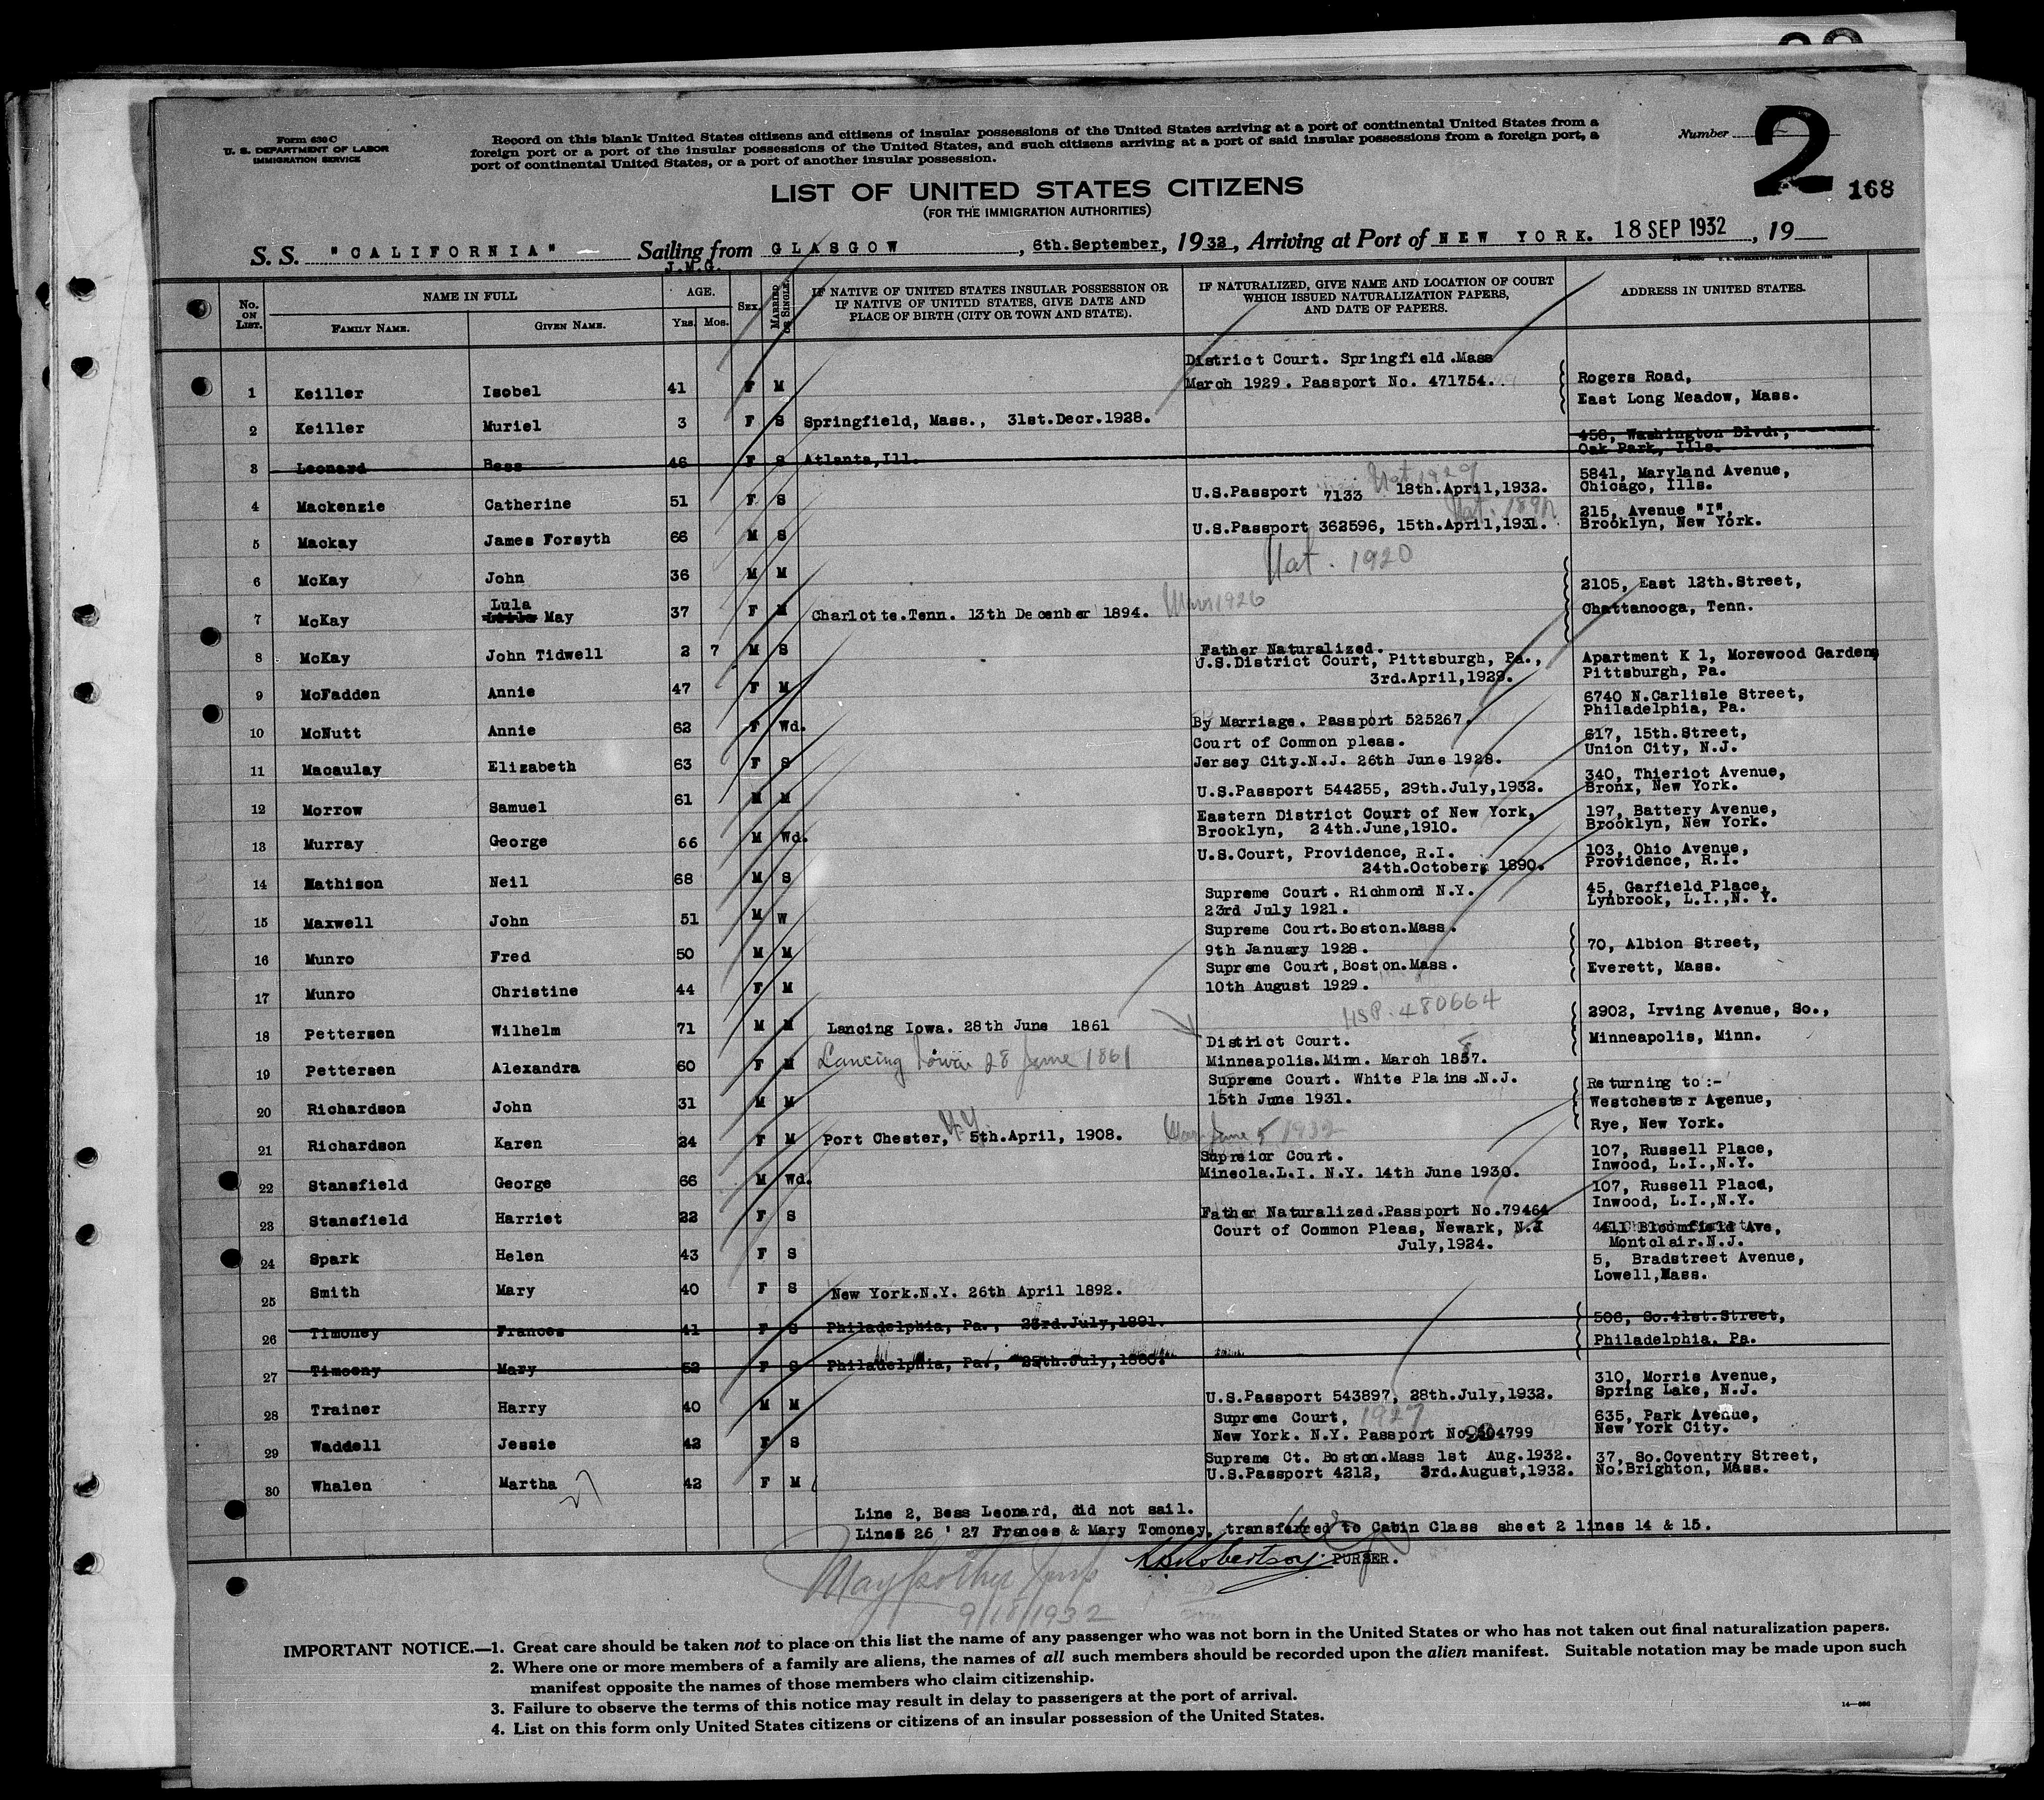 Form 630 C
U. S. DEPARTMENT OF LABOR
IMMIGRATION SERVICE
Record on this blank United States citizens and citizens of insular possessions of the United States arriving at a port of continental United States from a
foreign port or a port of the insular possessions of the United States, and such citizens arriving at a port of said insular possessions from a foreign port, a
port of continental United States, or a port of another insular possession.
Number
2
168
LIST OF UNITED STATES CITIZENS
(FOR THE IMMIGRATION AUTHORITIES)
S. S. "CALIFORNIA" Sailing from GLASGOW, 6th.September, 1932, Arriving at Port of NEW YORK. 18 SEP 1932, 19
J.M.G.
No. ON LIST. NAME IN FULL FAMILY NAME. GIVEN NAME. AGE. Yrs. Mos. SEX. MARRIED OR SINGLE. IF NATIVE OF UNITED STATES INSULAR POSSESSION OR IF NATIVE OF UNITED STATES, GIVE DATE AND PLACE OF BIRTH (CITY OR TOWN AND STATE). IF NATURALIZED, GIVE NAME AND LOCATION OF COURT WHICH ISSUED NATURALIZATION PAPERS, AND DATE OF PAPERS. ADDRESS IN UNITED STATES.
1 Keiller Isobel 41 F M District Court. Springfield.Mass March 1929. Passport No. 471754. Rogers Road, East Long Meadow, Mass.
2 Keiller Muriel 3 F S Springfield, Mass., 31st.Decr.1928.
3 Leonard Bess 46 F S Atlanta,Ill. 458, Washington Blvd., Oak Park, Ills.
4 Mackenzie Catherine 51 F S U.S.Passport 7133 18th.April,1932. Nat 1929 5841, Maryland Avenue, Chicago, Ills.
5 Mackay James Forsyth 66 M S U.S.Passport 362596, 15th.April,1931. 215, Avenue "I", Brooklyn, New York.
6 McKay John 36 M M Nat. 1920 2105, East 12th.Street, Chattanooga, Tenn.
7 McKay Lula May 37 F M Charlotte.Tenn. 13th December 1894. Mar 1926
8 McKay John Tidwell 2 7 M S Father Naturalized.
9 McFadden Annie 47 F M U.S.District Court, Pittsburgh, Pa., 3rd.April,1929. Apartment K 1, Morewood Gardens Pittsburgh, Pa.
10 McNutt Annie 62 F Wd. By Marriage. Passport 525267. 6740 N.Carlisle Street, Philadelphia, Pa.
11 Macaulay Elizabeth 63 F S Court of Common pleas. Jersey City.N.J. 26th June 1928. 617, 15th.Street, Union City, N.J.
12 Morrow Samuel 61 M M U.S.Passport 544255, 29th.July,1932. 340, Thieriot Avenue, Bronx, New York.
13 Murray George 66 M Wd. Eastern District Court of New York, Brooklyn, 24th.June,1910. 197, Battery Avenue, Brooklyn, New York.
14 Mathison Neil 68 M S U.S.Court, Providence, R.I. 24th.October, 1890. 103, Ohio Avenue, Providence, R.I.
15 Maxwell John 51 M W Supreme Court. Richmond N.Y. 23rd July 1921. 45, Garfield Place, Lynbrook, L.I.,N.Y.
16 Munro Fred 50 M M Supreme Court.Boston.Mass. 9th January 1928. 70, Albion Street, Everett, Mass.
17 Munro Christine 44 F M Supreme Court,Boston.Mass. 10th August 1929.
18 Pettersen Wilhelm 71 M M Lancing Iowa. 28th June 1861 USP. 480664 2902, Irving Avenue, So., Minneapolis, Minn.
19 Pettersen Alexandra 60 F M Lancing Iowa 28 June 1861 District Court. Minneapolis.Minn. March 1857.
20 Richardson John 31 M M Supreme Court. White Plains.N.J. 15th June 1931. Returning to:- Westchester Avenue, Rye, New York.
21 Richardson Karen 24 F M Port Chester, N.Y. 5th.April, 1908. Mar June 5 1932
22 Stansfield George 66 M Wd. Supreior Court. Mineola.L.I. N.Y. 14th June 1930. 107, Russell Place, Inwood, L.I.,N.Y.
23 Stansfield Harriet 22 F S Father Naturalized.Passport No.79464 107, Russell Place, Inwood, L.I.,N.Y.
24 Spark Helen 43 F S Court of Common Pleas, Newark, N.J July,1924. 411 Bloomfield Ave, Montclair.N.J.
25 Smith Mary 40 F S New York.N.Y. 26th April 1892. 5, Bradstreet Avenue, Lowell,Mass.
26 Timoney Frances 41 F S Philadelphia, Pa., 23rd.July,1891. 506, So.41st.Street, Philadelphia, Pa.
27 Timoney Mary 52 F S Philadelphia, Pa., 25th.July,1880.
28 Trainer Harry 40 M M U.S.Passport 543897, 28th.July,1932. 310, Morris Avenue, Spring Lake, N.J.
29 Waddell Jessie 42 F S Supreme Court, 1927 New York. N.Y. Passport No. 635, Park Avenue, New York City.
30 Whalen Martha 42 F M Supreme Ct. Boston.Mass 1st Aug.1932. U.S.Passport 4212, 3rd.August,1932. 37, So.Coventry Street, No.Brighton, Mass.
Line 2, Bess Leonard, did not sail.
Lines 26 ' 27 Frances & Mary Tomoney, transferred to Cabin Class sheet 2 lines 14 & 15.
Robertson PURSER.
9/18/1932
IMPORTANT NOTICE.—1. Great care should be taken not to place on this list the name of any passenger who was not born in the United States or who has not taken out final naturalization papers.
2. Where one or more members of a family are aliens, the names of all such members should be recorded upon the alien manifest. Suitable notation may be made upon such
manifest opposite the names of those members who claim citizenship.
3. Failure to observe the terms of this notice may result in delay to passengers at the port of arrival.
4. List on this form only United States citizens or citizens of an insular possession of the United States.